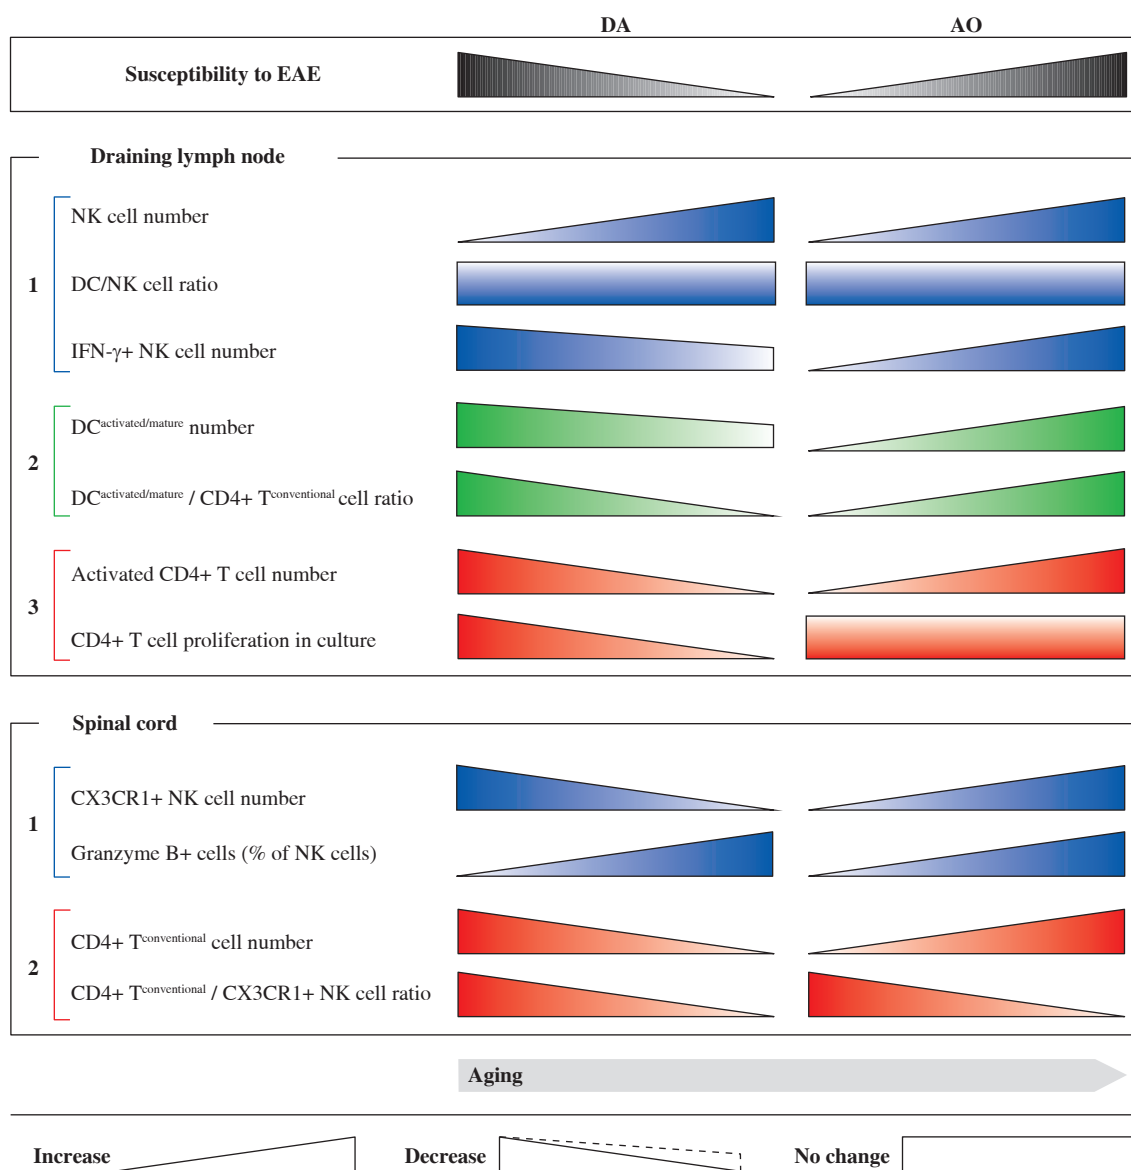 DA AO
Susceptibility to EAE
Draining lymph node
NK cell number
1 DC/NK cell ratio
IFN-γ+ NK cell number
DCactivated/mature number
2
DCactivated/mature / CD4+ Tconventional cell ratio
Activated CD4+ T cell number
3
CD4+ T cell proliferation in culture
Spinal cord
CX3CR1+ NK cell number
1
Granzyme B+ cells (% of NK cells)
CD4+ Tconventional cell number
2
CD4+ Tconventional / CX3CR1+ NK cell ratio
Aging
Increase Decrease No change